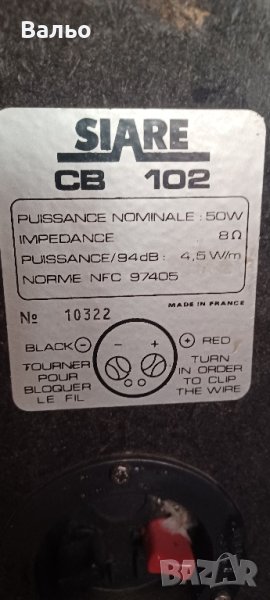 Вальо
SIARE
CB 102
PUISSANCE NOMINALE : 50W
IMPEDANCE 8Ω
PUISSANCE/94dB : 4,5 W/m
NORME NFC 97405
MADE IN FRANCE
№ 10322
BLACK ⊖ − + ⊕ RED
TOURNER
POUR
BLOQUER
LE FIL
TURN
IN ORDER
TO CLIP
THE WIRE
BAZAR